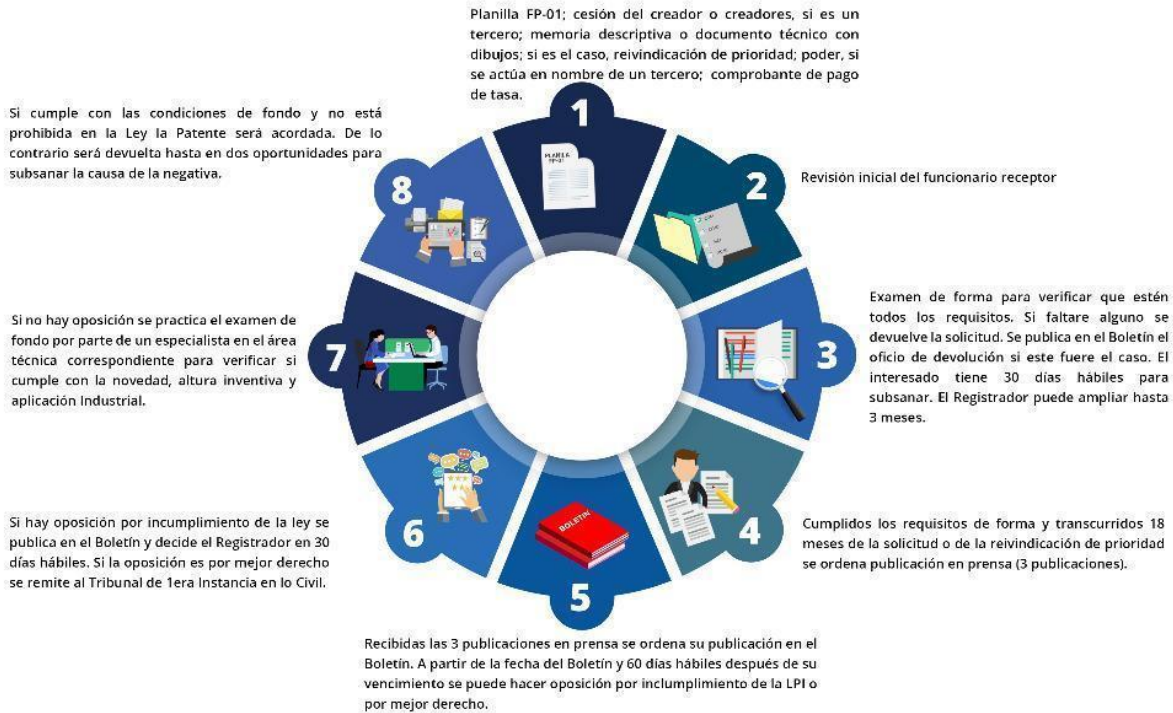 Planilla FP-01; cesión del creador o creadores, si es un
tercero; memoria descriptiva o documento técnico con
dibujos; si es el caso, reivindicación de prioridad; poder, si
se actúa en nombre de un tercero; comprobante de pago
de tasa.
1
PLANILLA
FP-01
2
Revisión inicial del funcionario receptor
3
Examen de forma para verificar que estén
todos los requisitos. Si faltare alguno se
devuelve la solicitud. Se publica en el Boletín el
oficio de devolución si este fuere el caso. El
interesado tiene 30 días hábiles para
subsanar. El Registrador puede ampliar hasta
3 meses.
4
Cumplidos los requisitos de forma y transcurridos 18
meses de la solicitud o de la reivindicación de prioridad
se ordena publicación en prensa (3 publicaciones).
BOLETIN
5
Recibidas las 3 publicaciones en prensa se ordena su publicación en el
Boletín. A partir de la fecha del Boletín y 60 días hábiles después de su
vencimiento se puede hacer oposición por inclumplimiento de la LPI o
por mejor derecho.
6
Si hay oposición por incumplimiento de la ley se
publica en el Boletín y decide el Registrador en 30
días hábiles. Si la oposición es por mejor derecho
se remite al Tribunal de 1era Instancia en lo Civil.
7
Si no hay oposición se practica el examen de
fondo por parte de un especialista en el área
técnica correspondiente para verificar si
cumple con la novedad, altura inventiva y
aplicación Industrial.
8
Si cumple con las condiciones de fondo y no está
prohibida en la Ley la Patente será acordada. De lo
contrario será devuelta hasta en dos oportunidades para
subsanar la causa de la negativa.